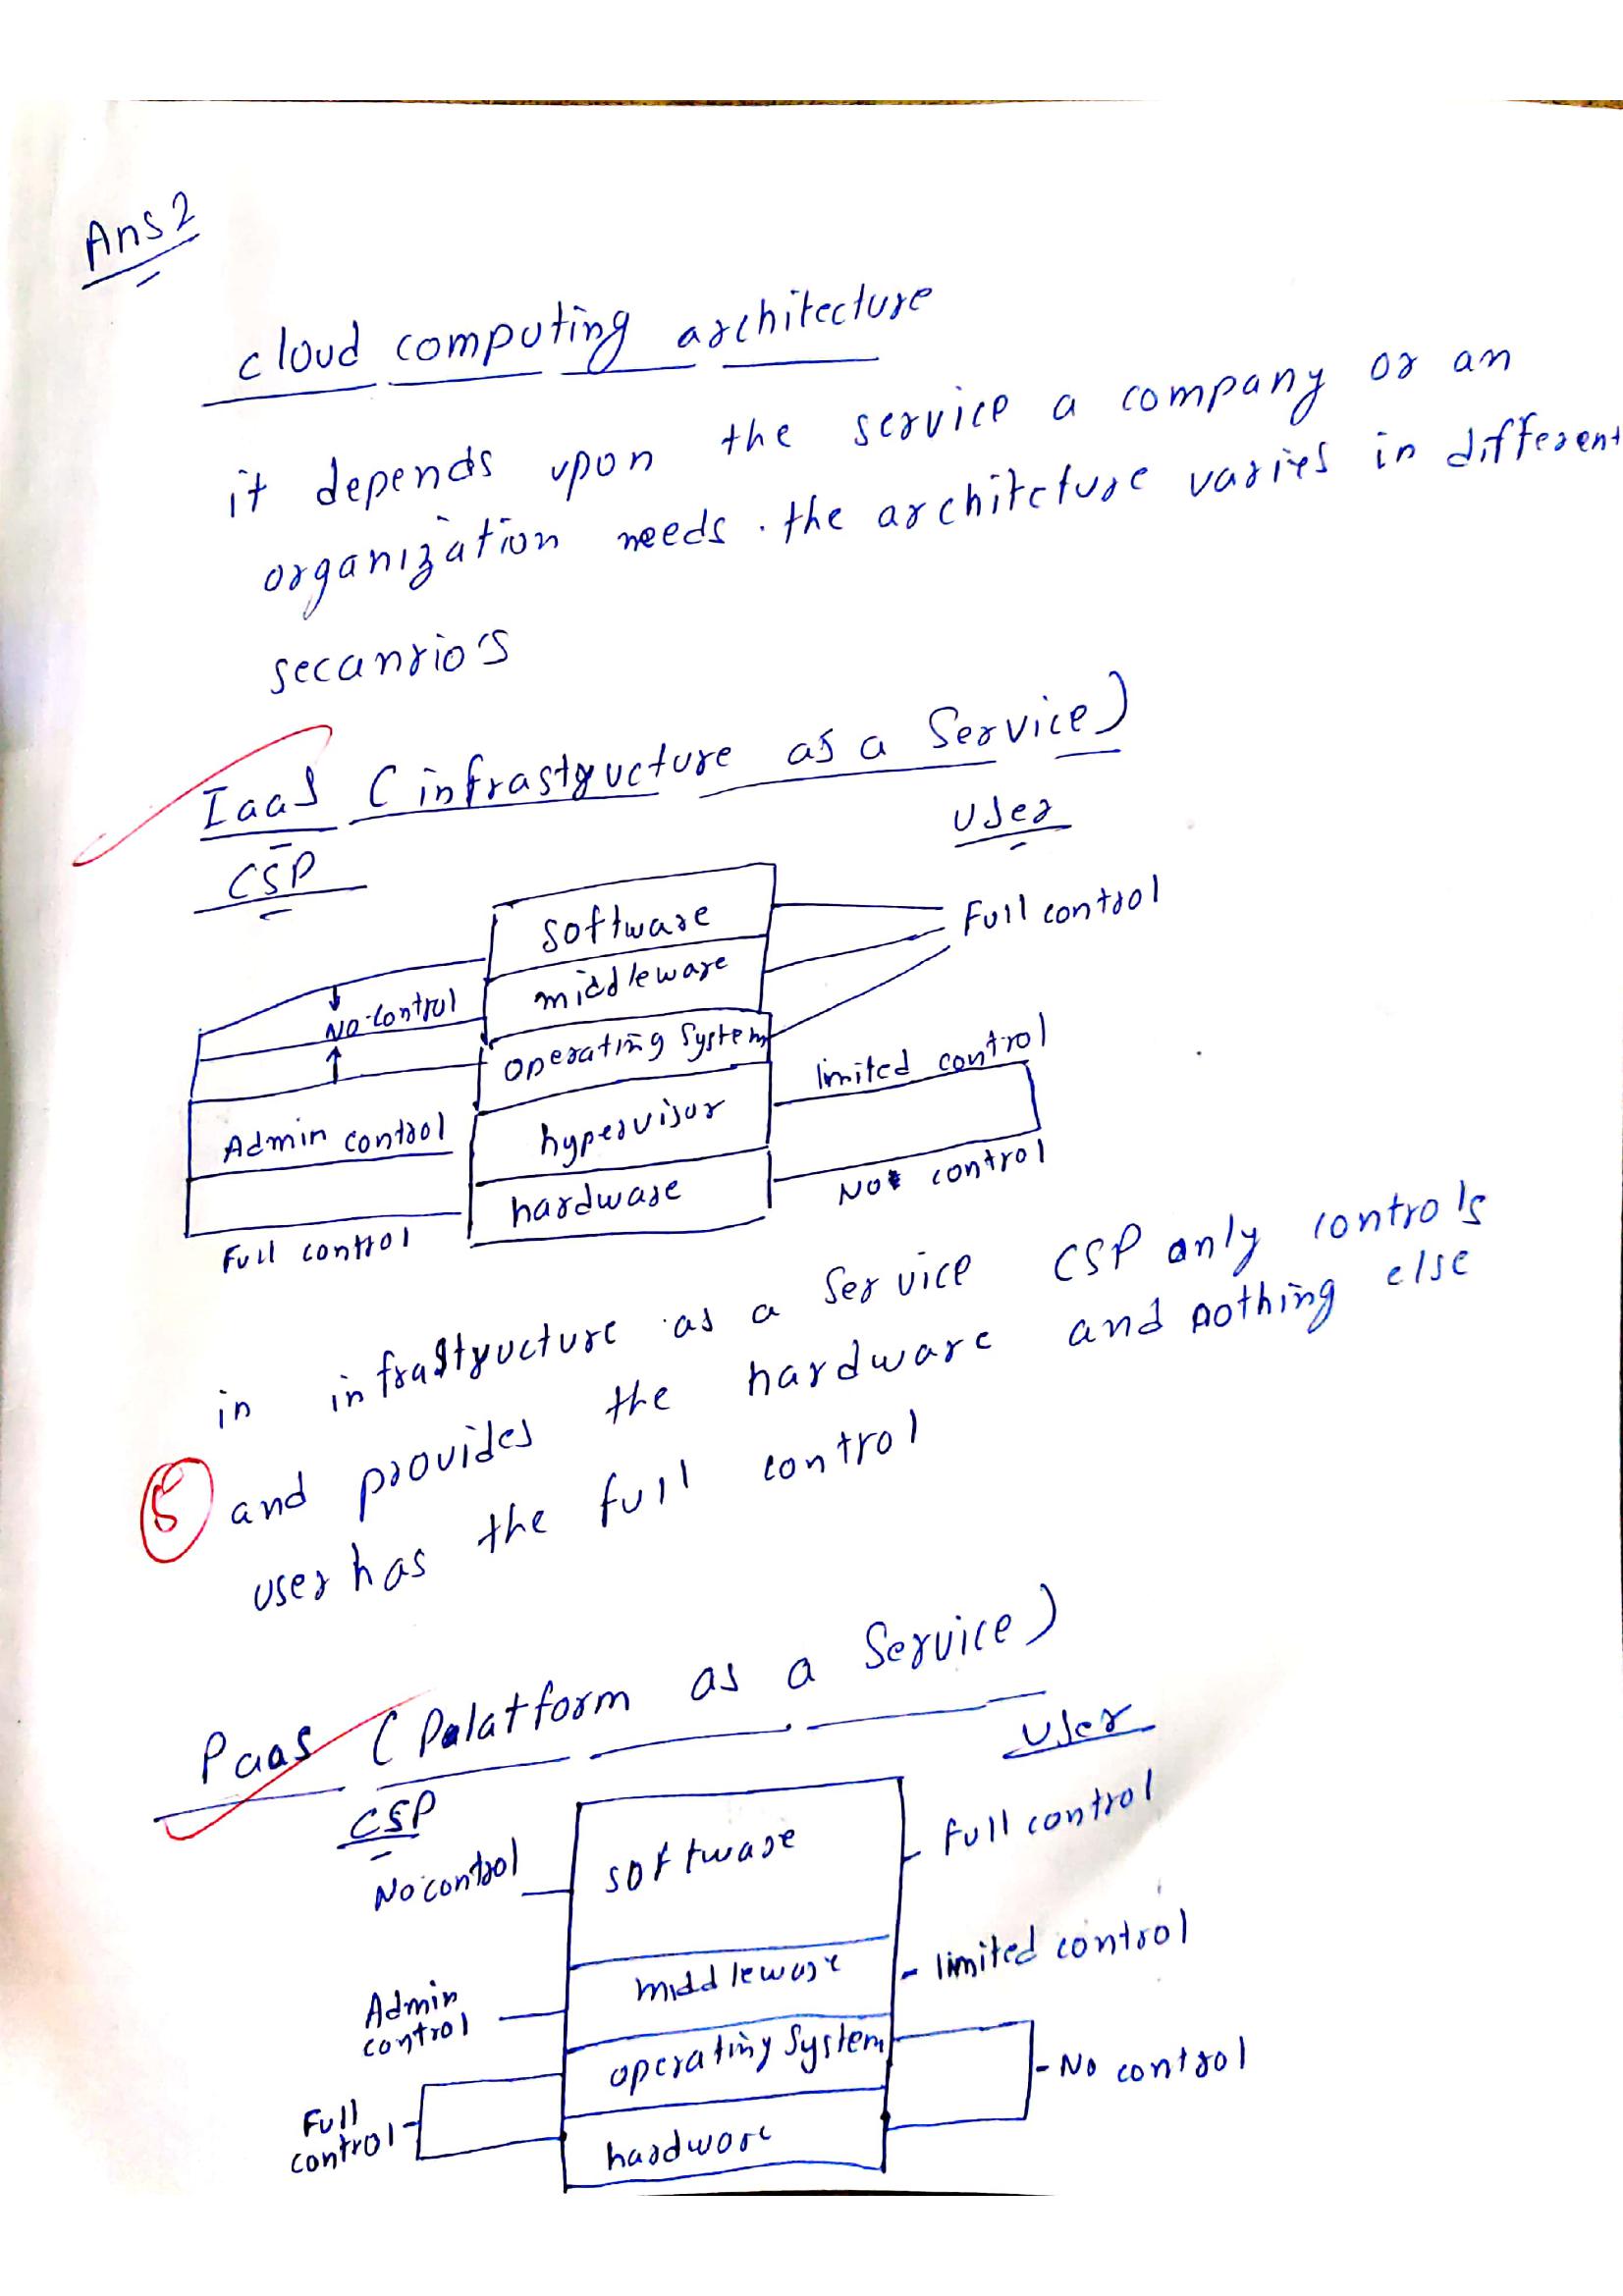 Ans 2
cloud computing architecture
it depends upon the service a company or an
organization needs. the architcture varies in different
secanrio's
IaaS (infrastructure as a Service)
CSP
User
software
Full control
middleware
No control
operating System
limited control
Admin control
hypervisor
hardware
Not control
Full control
in infrastructure as a Service CSP only controls
and provides the hardware and nothing else
5
user has the full control
Paas (Palatform as a Service)
CSP
User
No control
software
Full control
Admin
control
middleware
- limited control
operating System
- No control
Full
control -
hardware